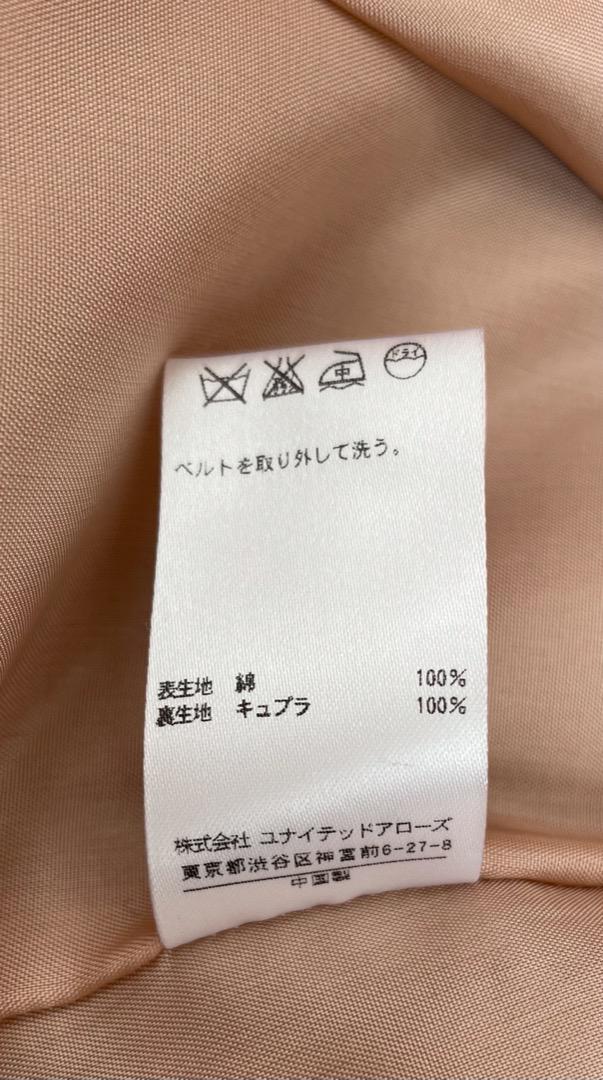 中 ドライ
ベルトを取り外して洗う。
表生地 綿 100%
裏生地 キュプラ 100%
株式会社 ユナイテッドアローズ
東京都渋谷区神宮前6-27-8
中国製